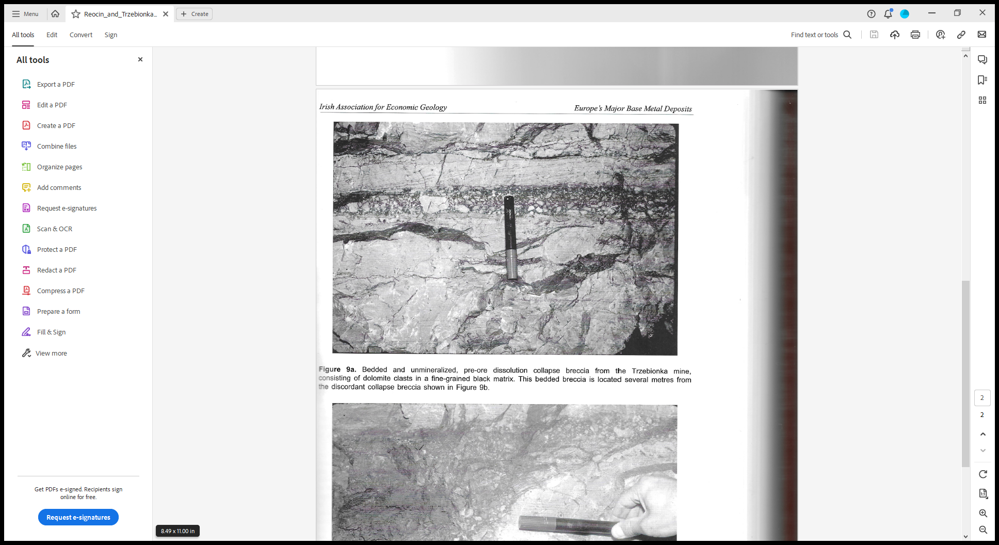 Menu
Reocin_and_Trzebionka...
Create
All tools
Edit
Convert
Sign
Find text or tools
All tools
Export a PDF
Edit a PDF
Create a PDF
Combine files
Organize pages
Add comments
Request e-signatures
Scan & OCR
Protect a PDF
Redact a PDF
Compress a PDF
Prepare a form
Fill & Sign
View more
Get PDFs e-signed. Recipients sign
online for free.
Request e-signatures
8.49 x 11.00 in
Irish Association for Economic Geology
Europe's Major Base Metal Deposits
Figure 9a. Bedded and unmineralized, pre-ore dissolution collapse breccia from the Trzebionka mine,
consisting of dolomite clasts in a fine-grained black matrix. This bedded breccia is located several metres from
the discordant collapse breccia shown in Figure 9b.
2
2
1:1